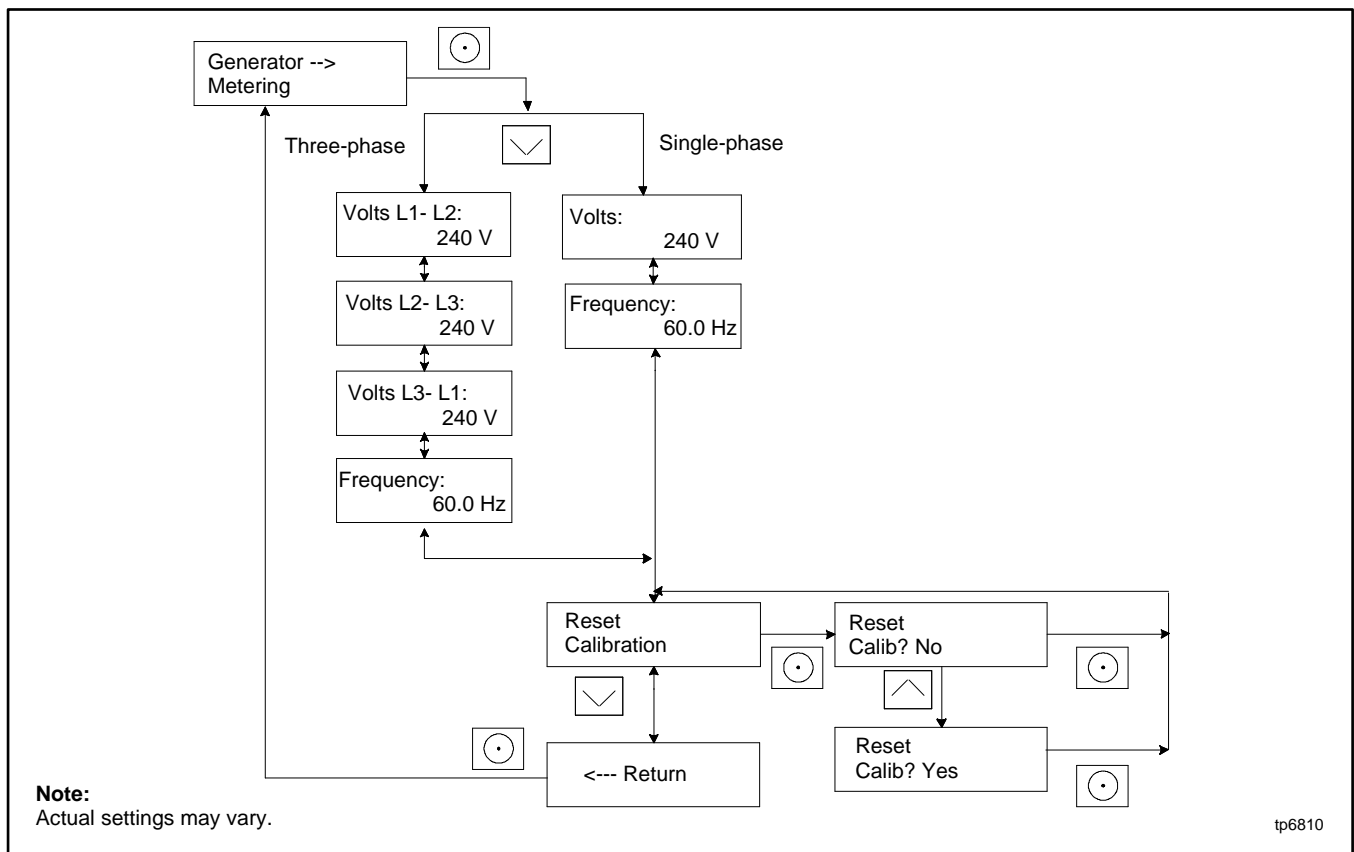 Generator -->
Metering
Three-phase
Single-phase
Volts L1- L2:
240 V
Volts L2- L3:
240 V
Volts L3- L1:
240 V
Frequency:
60.0 Hz
Volts:
240 V
Frequency:
60.0 Hz
Reset
Calibration
Reset
Calib? No
Reset
Calib? Yes
<--- Return
Note:
Actual settings may vary.
tp6810